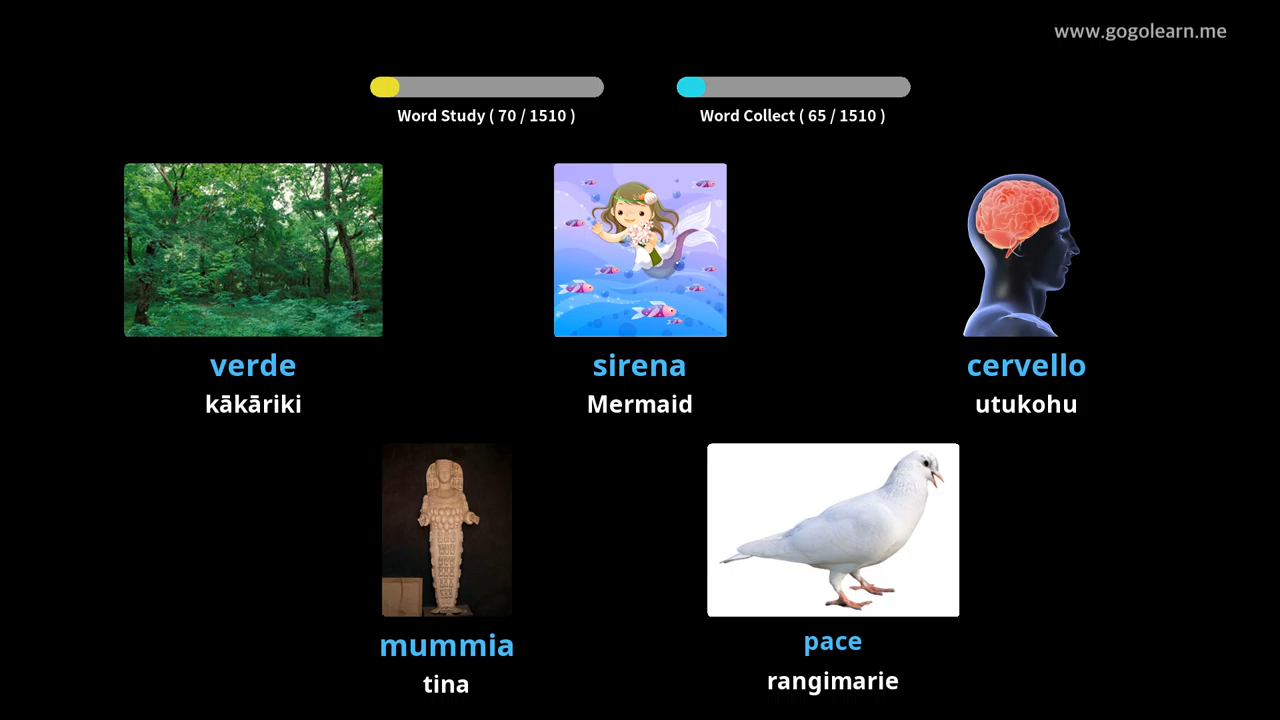 www.gogolearn.me
Word Study ( 70 / 1510 )
Word Collect ( 65 / 1510 )
verde
sirena
cervello
kākāriki
Mermaid
utukohu
mummia
pace
tina
rangimarie